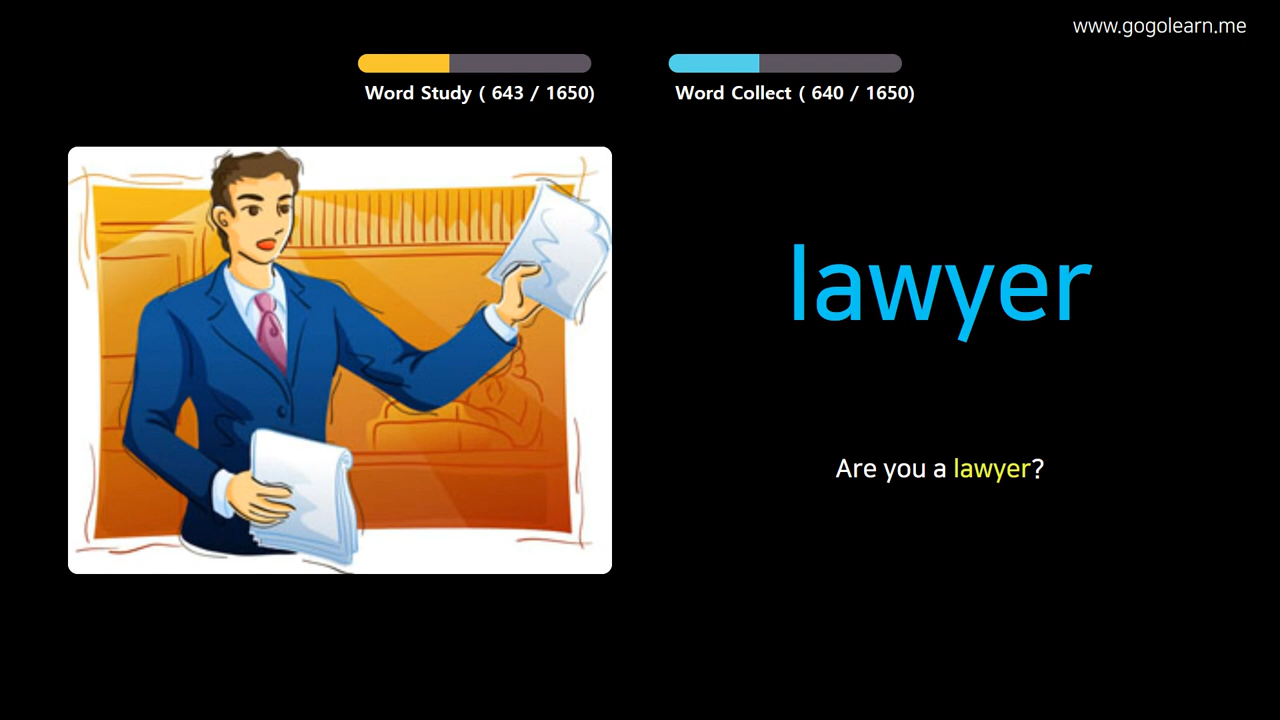 www.gogolearn.me
Word Study ( 643 / 1650)
Word Collect ( 640 / 1650)
lawyer
Are you a lawyer?